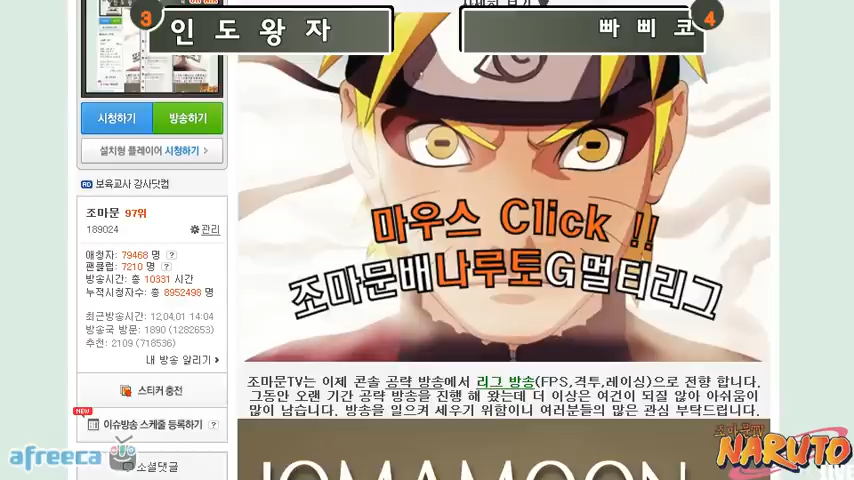 3 인도왕자
빠삐코 4
시청하기 방송하기
설치형 플레이어 시청하기 >
AD 보육교사 강사닷컴
조마문 97위
189024 관리
애청자: 79468 명 ?
팬클럽: 7210 명 ?
방송시간: 총 10331 시간
누적시청자수: 총 8952498 명
최근방송시간: 12.04.01 14:04
방송국 방문: 1890 (1282653)
추천: 2109 (718536)
내 방송 알리기 >
스티커 충전
NEW
이슈방송 스케줄 등록하기 ?
소셜댓글
afreeca
마우스 Click !!
조마문배나루토G멀티리그
조마문TV는 이제 콘솔 공략 방송에서 리그 방송(FPS,격투,레이싱)으로 전향 합니다.
그동안 오랜 기간 공략 방송을 진행 해 왔는데 더 이상은 여건이 되질 않아 아쉬움이
많이 남습니다. 방송을 일으켜 세우기 위함이니 여러분들의 많은 관심 부탁드립니다.
JOMAMOON
조마문TV
NARUTO